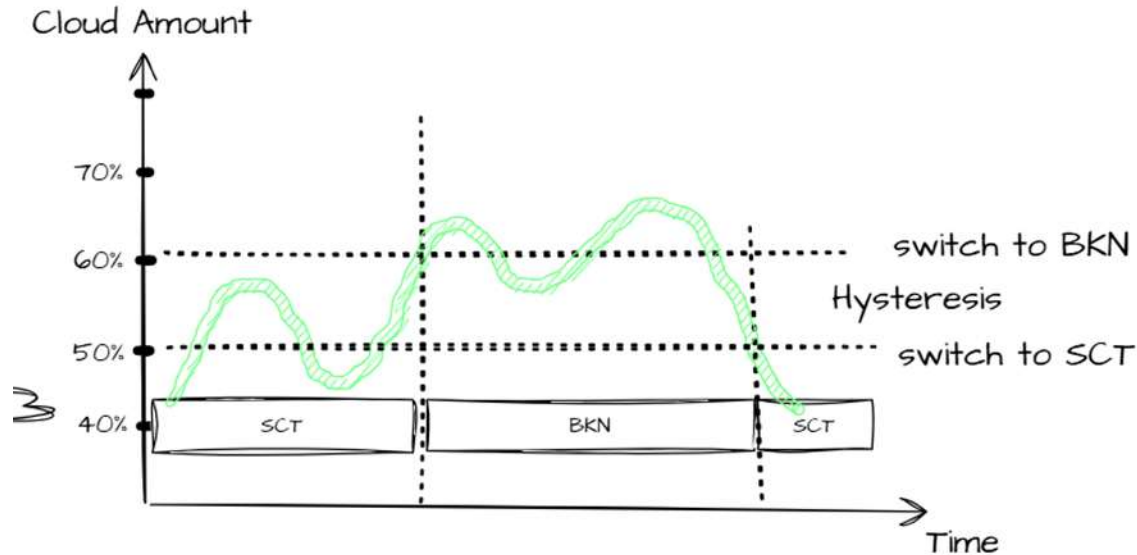 Cloud Amount
70%
60%
switch to BKN
Hysteresis
50%
switch to SCT
40%
SCT
BKN
SCT
Time